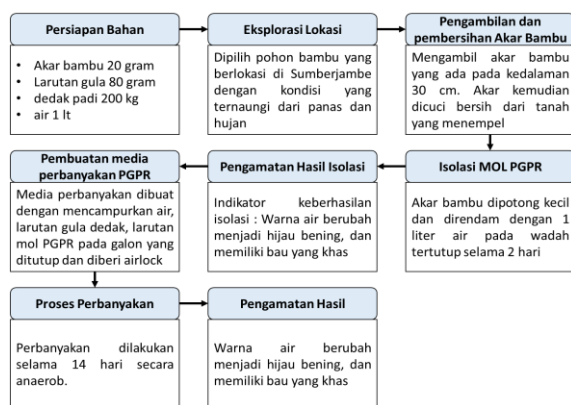 Persiapan Bahan
• Akar bambu 20 gram
• Larutan gula 80 gram
• dedak padi 200 kg
• air 1 lt
Eksplorasi Lokasi
Dipilih pohon bambu yang
berlokasi di Sumberjambe
dengan kondisi yang
ternaungi dari panas dan
hujan
Pengambilan dan
pembersihan Akar Bambu
Mengambil akar bambu
yang ada pada kedalaman
30 cm. Akar kemudian
dicuci bersih dari tanah
yang menempel
Isolasi MOL PGPR
Akar bambu dipotong kecil
dan direndam dengan 1
liter air pada wadah
tertutup selama 2 hari
Pengamatan Hasil Isolasi
Indikator keberhasilan
isolasi : Warna air berubah
menjadi hijau bening, dan
memiliki bau yang khas
Pembuatan media
perbanyakan PGPR
Media perbanyakan dibuat
dengan mencampurkan air,
larutan gula dedak, larutan
mol PGPR pada galon yang
ditutup dan diberi airlock
Proses Perbanyakan
Perbanyakan dilakukan
selama 14 hari secara
anaerob.
Pengamatan Hasil
Warna air berubah
menjadi hijau bening, dan
memiliki bau yang khas